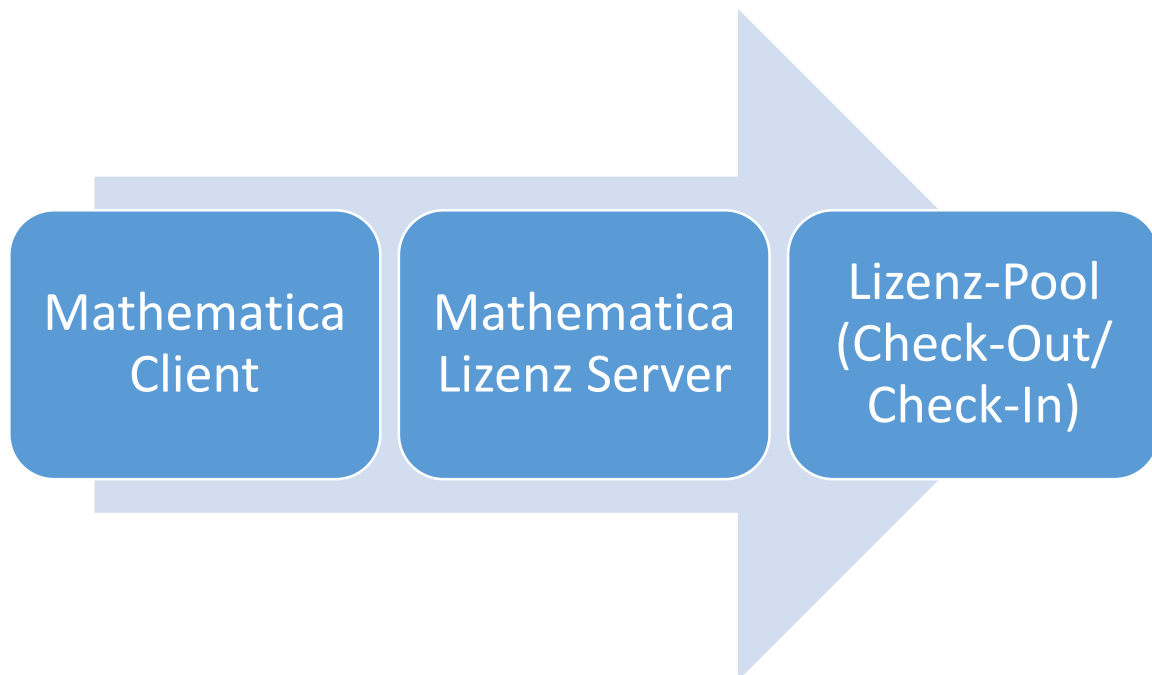 Mathematica
Client
Mathematica
Lizenz Server
Lizenz-Pool
(Check-Out/
Check-In)